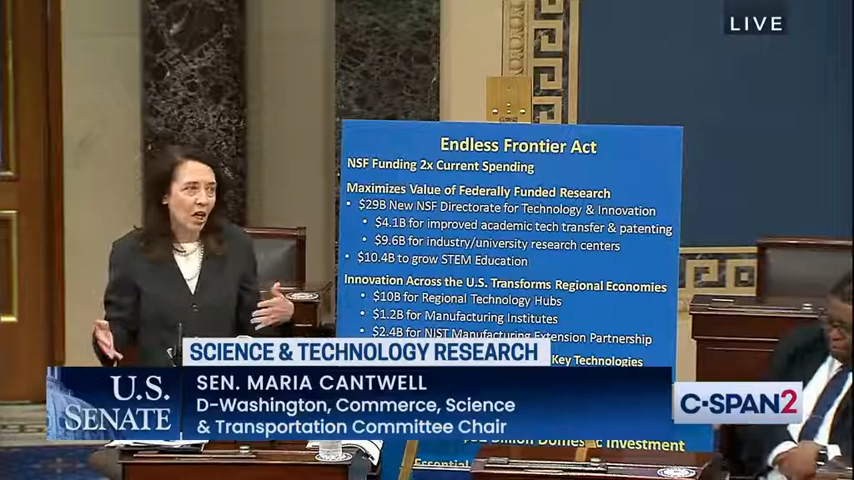 LIVE
Endless Frontier Act
NSF Funding 2x Current Spending
Maximizes Value of Federally Funded Research
• $29B New NSF Directorate for Technology & Innovation
• $4.1B for improved academic tech transfer & patenting
• $9.6B for industry/university research centers
• $10.4B to grow STEM Education
Innovation Across the U.S. Transforms Regional Economies
• $10B for Regional Technology Hubs
• $1.2B for Manufacturing Institutes
• $2.4B for NIST Manufacturing Extension Partnership
Key Technologies
SCIENCE & TECHNOLOGY RESEARCH
U.S.
SENATE
SEN. MARIA CANTWELL
D-Washington, Commerce, Science
& Transportation Committee Chair
C-SPAN2
Billion Domestic Investment
Essential